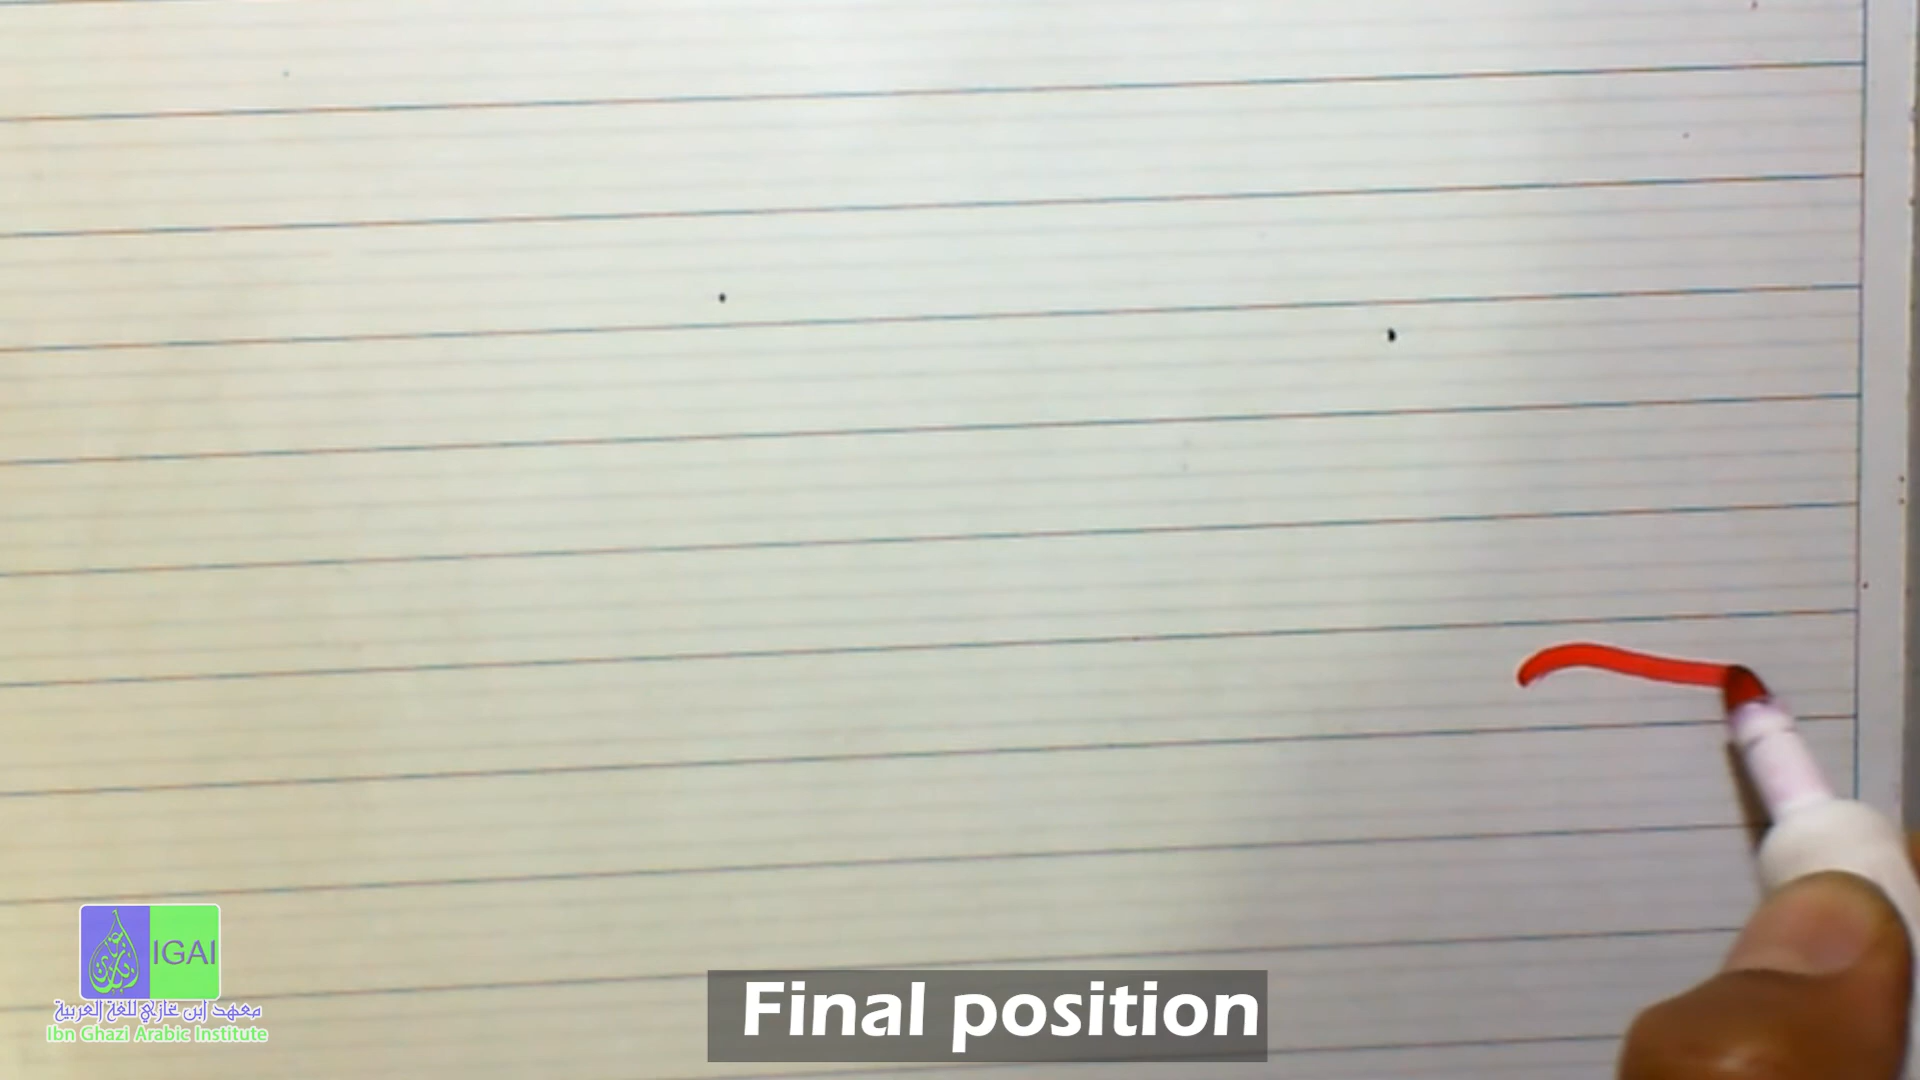 IGAI
معهد ابن غازي للغة العربية
Ibn Ghazi Arabic Institute
Final position